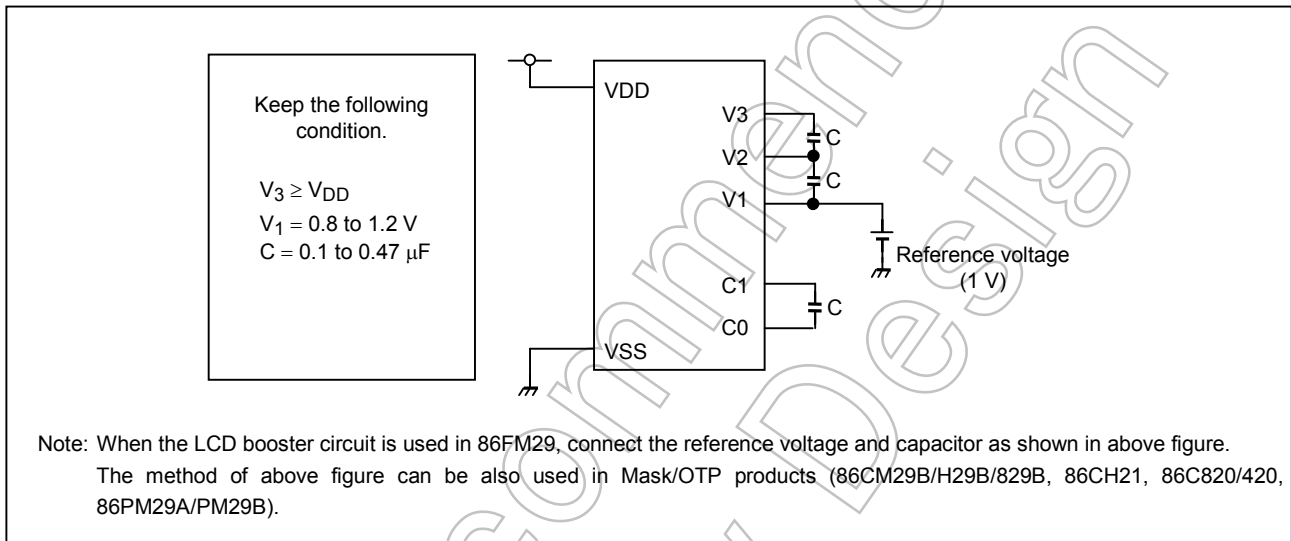 Keep the following
condition.
V3 ≥ VDD
V1 = 0.8 to 1.2 V
C = 0.1 to 0.47 μF
VDD
V3
C
V2
C
V1
Reference voltage
(1 V)
C1
C
C0
VSS
Note: When the LCD booster circuit is used in 86FM29, connect the reference voltage and capacitor as shown in above figure.
The method of above figure can be also used in Mask/OTP products (86CM29B/H29B/829B, 86CH21, 86C820/420,
86PM29A/PM29B).
commend
Design